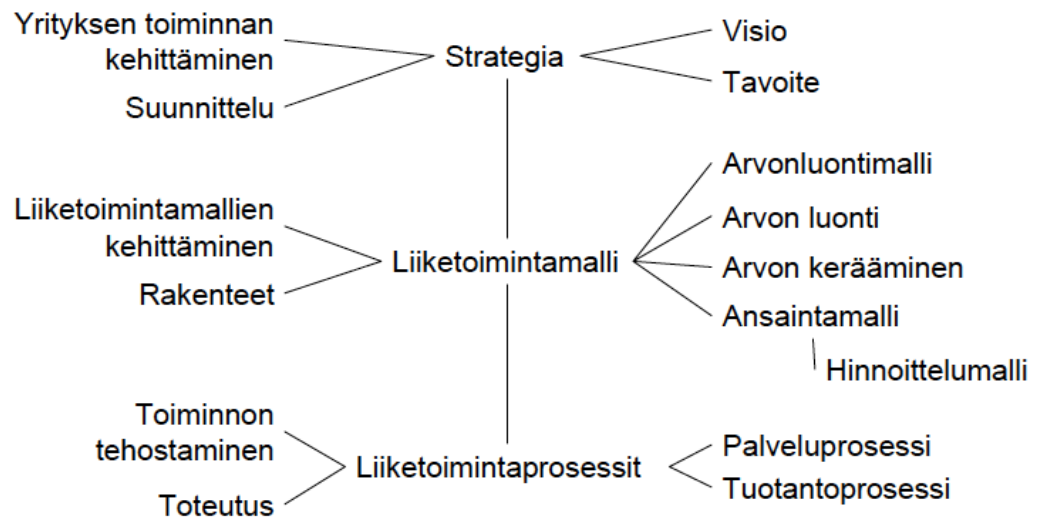 Yrityksen toiminnan
kehittäminen
Suunnittelu
Strategia
Visio
Tavoite
Liiketoimintamallien
kehittäminen
Rakenteet
Liiketoimintamalli
Arvonluontimalli
Arvon luonti
Arvon kerääminen
Ansaintamalli
Hinnoittelumalli
Toiminnon
tehostaminen
Toteutus
Liiketoimintaprosessit
Palveluprosessi
Tuotantoprosessi